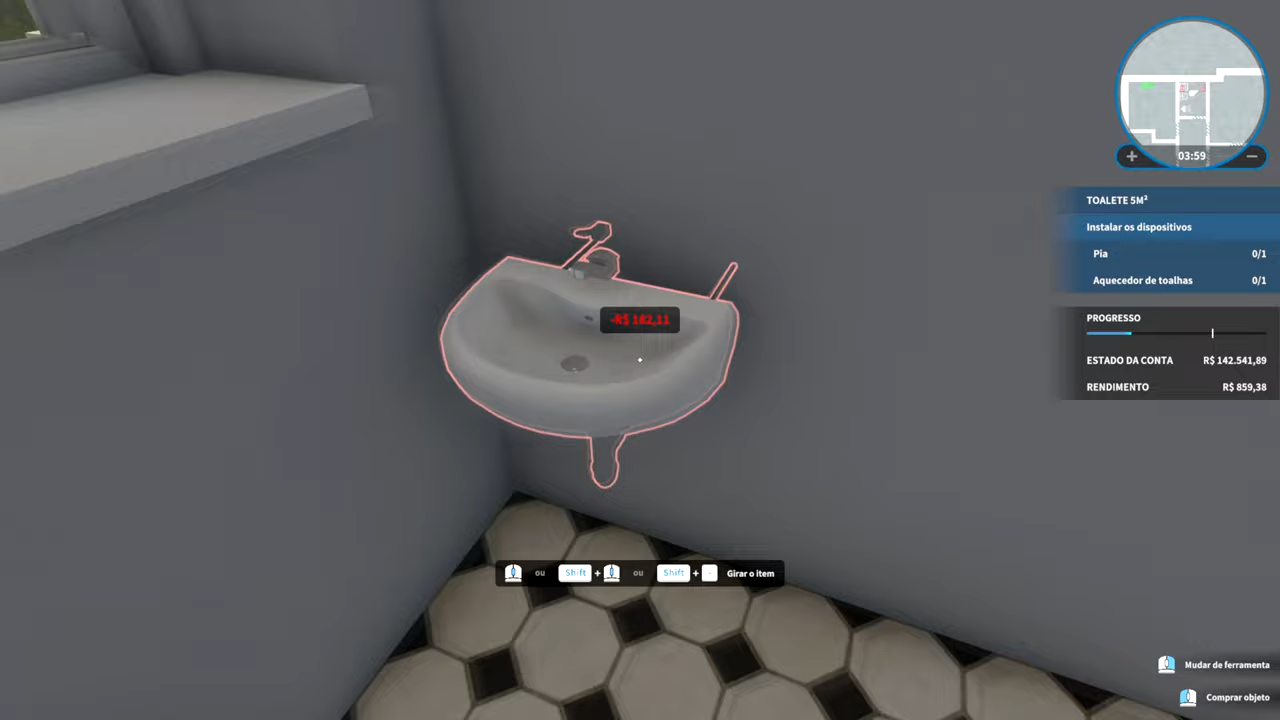 03:59
TOALETE 5M²
Instalar os dispositivos
Pia 0/1
Aquecedor de toalhas 0/1
PROGRESSO
ESTADO DA CONTA R$ 142.541,89
RENDIMENTO R$ 859,38
-R$ 182,11
ou Shift + ou Shift + - Girar o item
Mudar de ferramenta
Comprar objeto